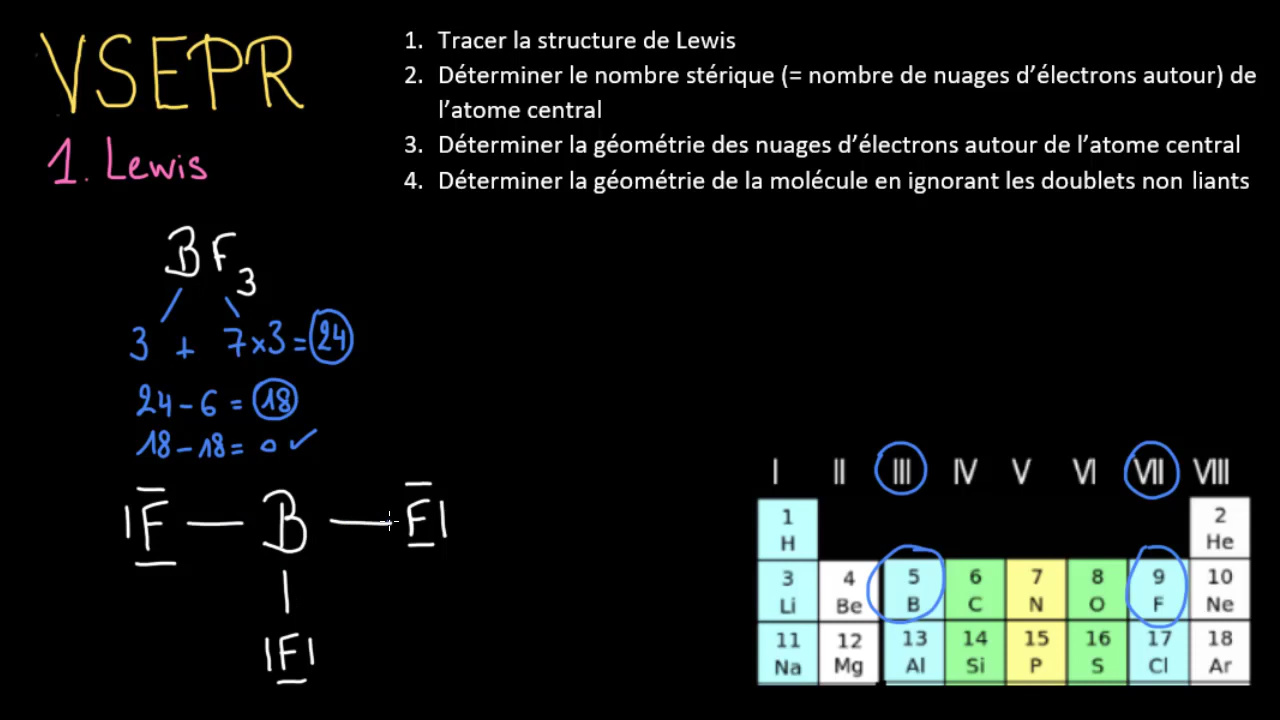 VSEPR
1. Tracer la structure de Lewis
2. Déterminer le nombre stérique (= nombre de nuages d'électrons autour) de
l'atome central
3. Déterminer la géométrie des nuages d'électrons autour de l'atome central
4. Déterminer la géométrie de la molécule en ignorant les doublets non liants
1. Lewis
BF3
3 + 7x3 = 24
24 - 6 = 18
18 - 18 = 0 ✓
|F — B — F|
|
|F|
I II III IV V VI VII VIII
1 2
H He
3 4 5 6 7 8 9 10
Li Be B C N O F Ne
11 12 13 14 15 16 17 18
Na Mg Al Si P S Cl Ar